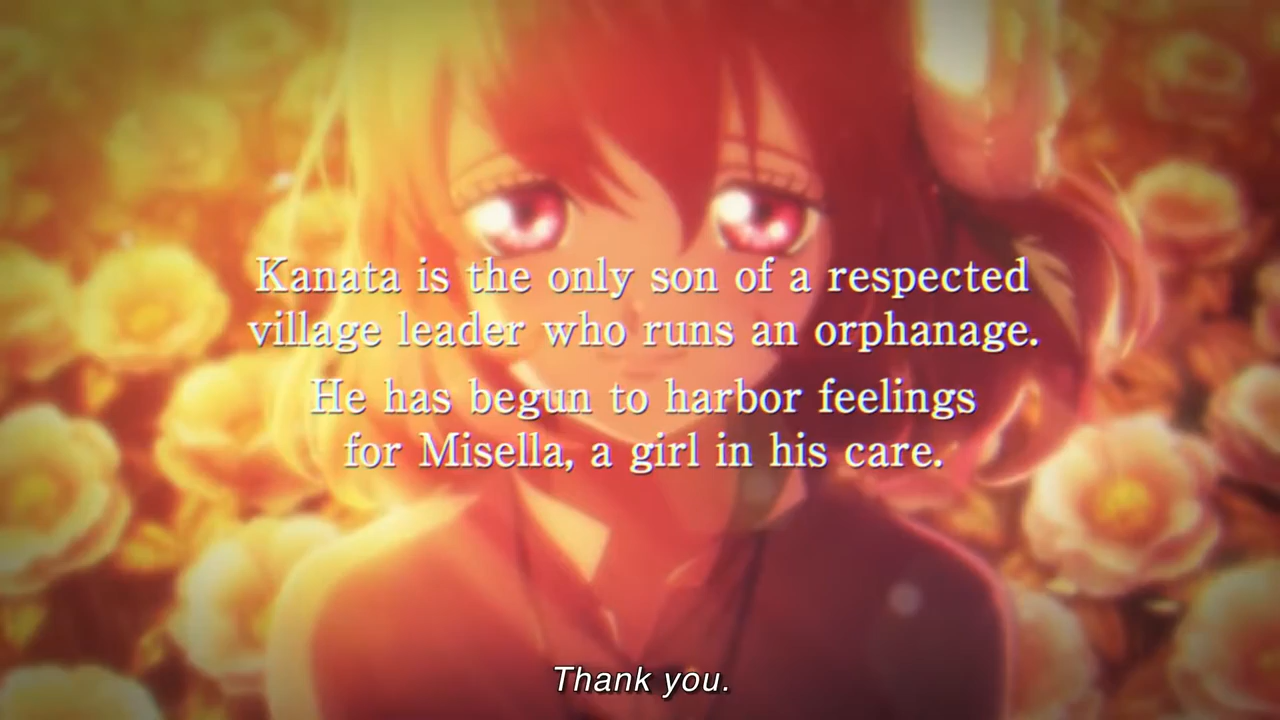 Kanata is the only son of a respected
village leader who runs an orphanage.
He has begun to harbor feelings
for Misella, a girl in his care.
Thank you.